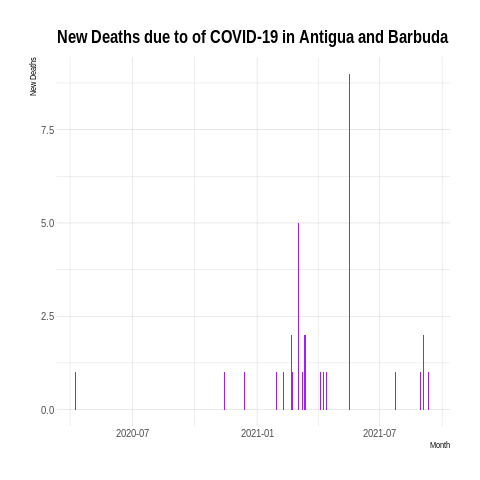 New Deaths due to of COVID-19 in Antigua and Barbuda
New Deaths
7.5
5.0
2.5
0.0
2020-07 2021-01 2021-07
Month